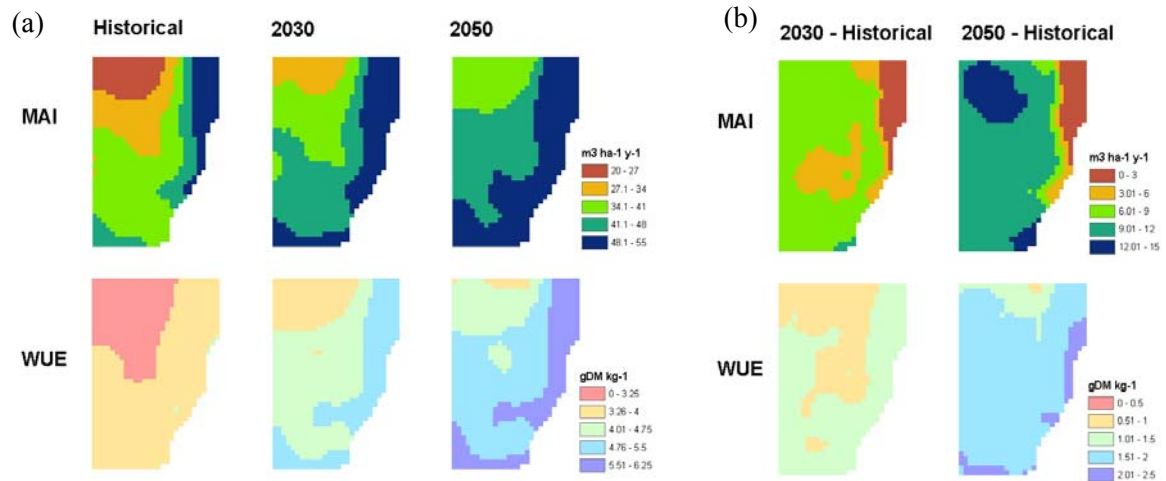 (a)
Historical
2030
2050
MAI
m3 ha-1 y-1
20 - 27
27.1 - 34
34.1 - 41
41.1 - 48
48.1 - 55
WUE
gDM kg-1
0 - 3.25
3.26 - 4
4.01 - 4.75
4.76 - 5.5
5.51 - 6.25
(b)
2030 - Historical
2050 - Historical
MAI
m3 ha-1 y-1
0 - 3
3.01 - 6
6.01 - 9
9.01 - 12
12.01 - 15
WUE
gDM kg-1
0 - 0.5
0.51 - 1
1.01 - 1.5
1.51 - 2
2.01 - 2.5